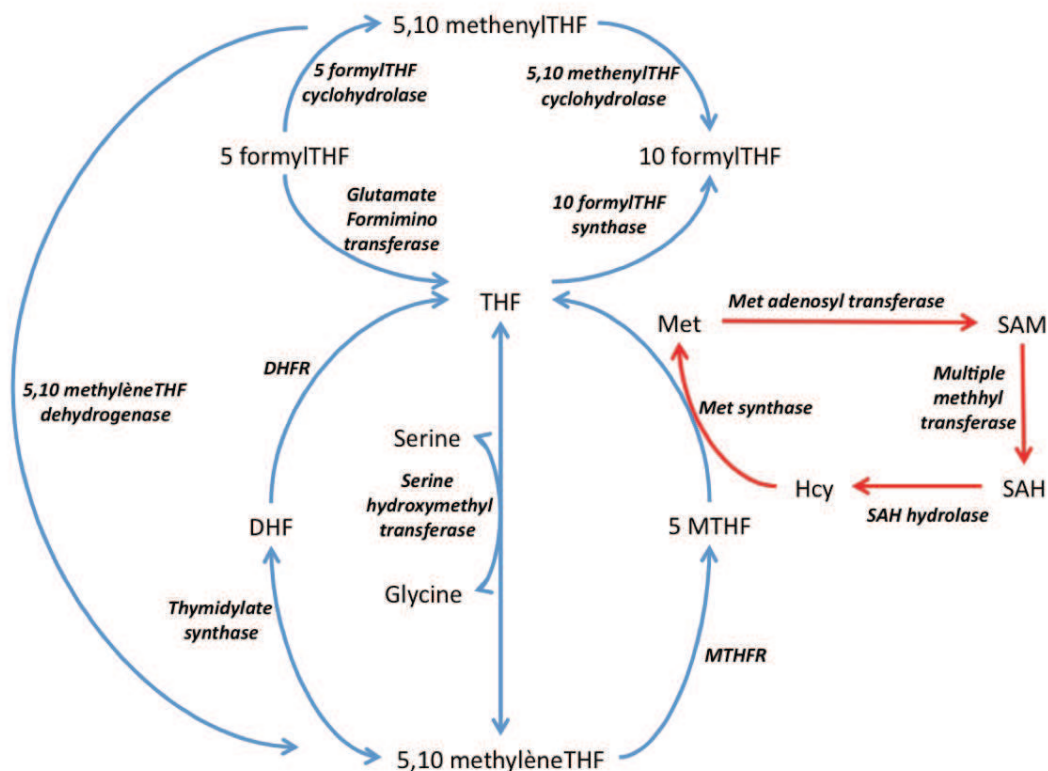 5,10 methenylTHF
5 formylTHF
cyclohydrolase
5,10 methenylTHF
cyclohydrolase
5 formylTHF
10 formylTHF
Glutamate
Formimino
transferase
10 formylTHF
synthase
THF
Met adenosyl transferase
Met
SAM
DHFR
5,10 methylèneTHF
dehydrogenase
Multiple
methhyl
transferase
Met synthase
Serine
Serine
hydroxymethyl
transferase
Hcy
SAH
SAH hydrolase
DHF
5 MTHF
Glycine
Thymidylate
synthase
MTHFR
5,10 methylèneTHF